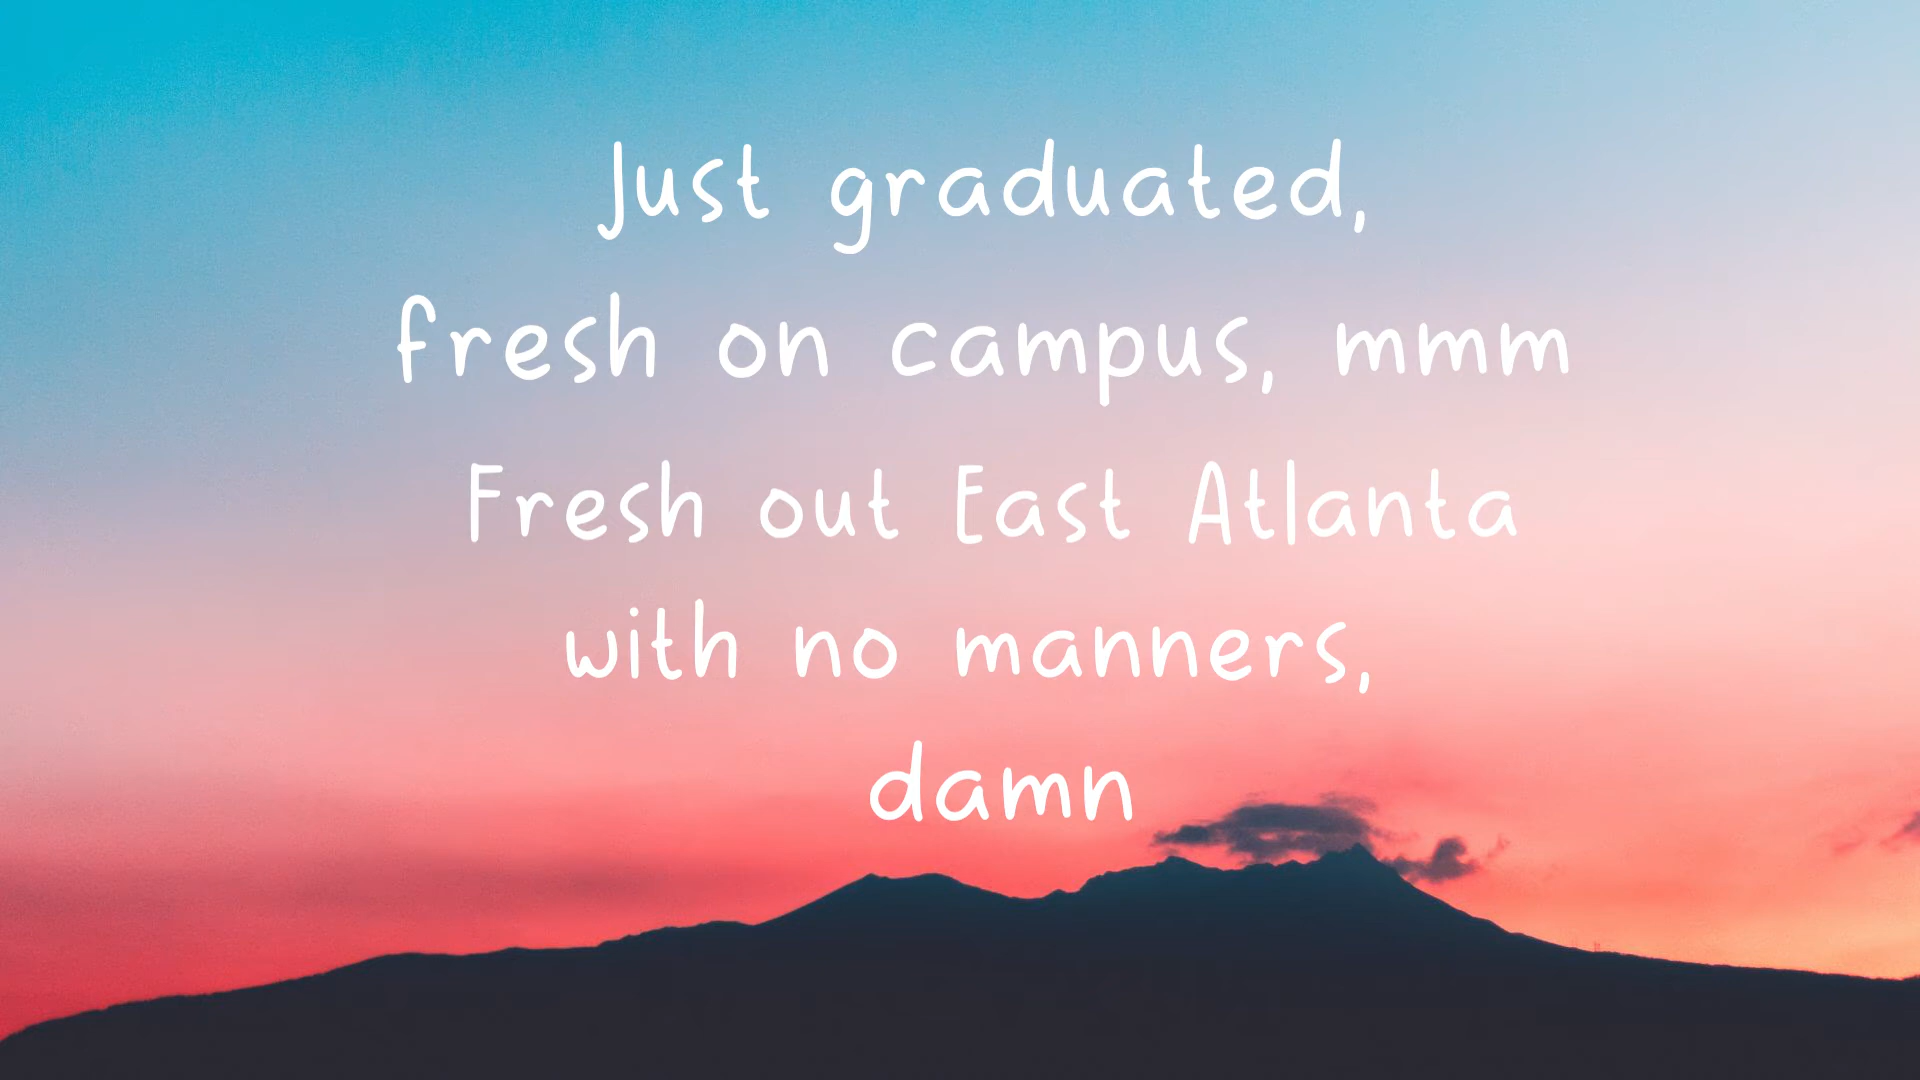 Just graduated,
fresh on campus, mmm
Fresh out East Atlanta
with no manners,
damn